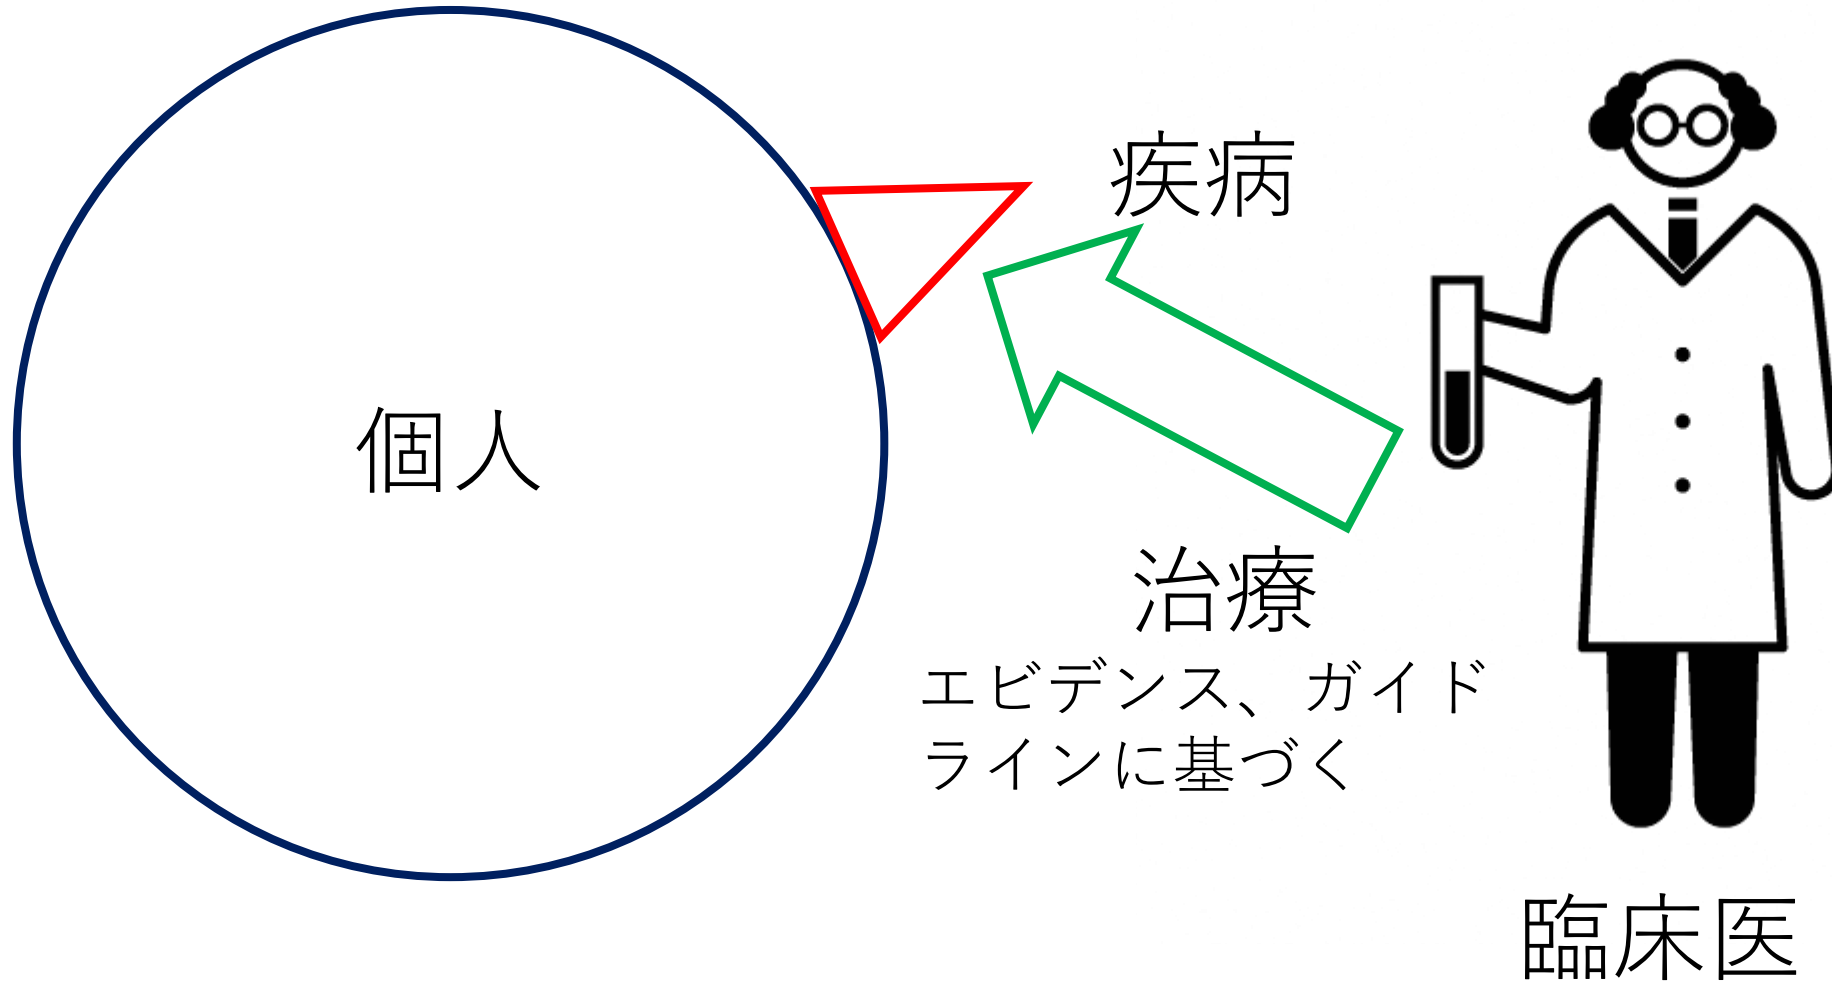 疾病
個人
治療
エビデンス、ガイド
ラインに基づく
臨床医